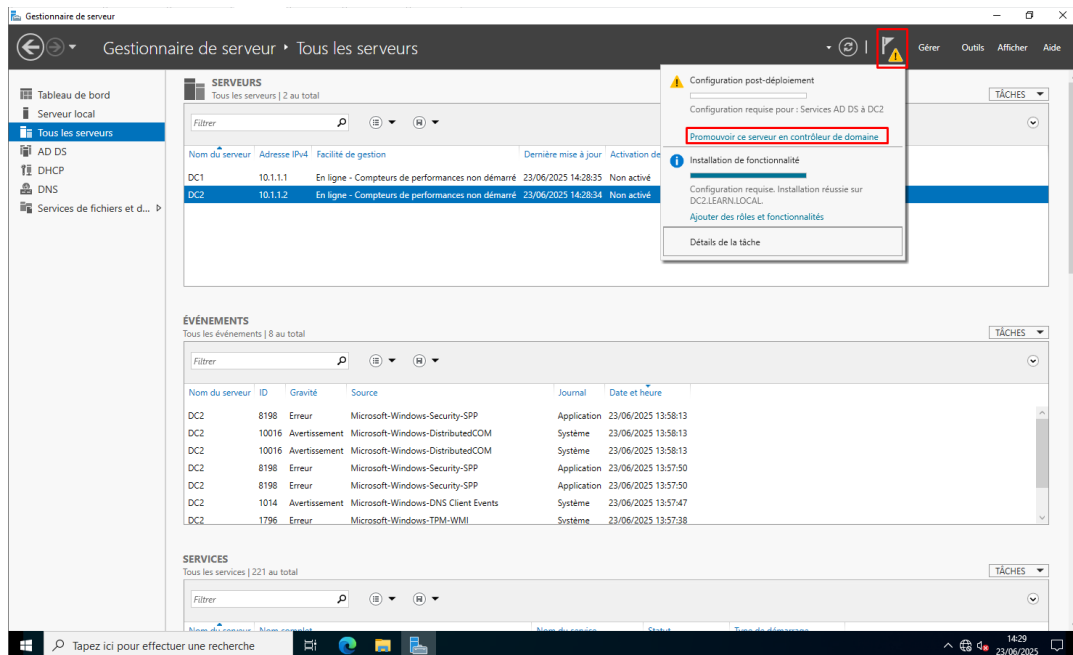 Gestionnaire de serveur
Gestionnaire de serveur ‣ Tous les serveurs
Gérer Outils Afficher Aide
Tableau de bord
Serveur local
Tous les serveurs
AD DS
DHCP
DNS
Services de fichiers et d...
SERVEURS
Tous les serveurs | 2 au total
TÂCHES
Filtrer
Nom du serveur Adresse IPv4 Facilité de gestion Dernière mise à jour Activation de
DC1 10.1.1.1 En ligne - Compteurs de performances non démarré 23/06/2025 14:28:35 Non activé
DC2 10.1.1.2 En ligne - Compteurs de performances non démarré 23/06/2025 14:28:34 Non activé
Configuration post-déploiement
Configuration requise pour : Services AD DS à DC2
Promouvoir ce serveur en contrôleur de domaine
Installation de fonctionnalité
Configuration requise. Installation réussie sur
DC2.LEARN.LOCAL.
Ajouter des rôles et fonctionnalités
Détails de la tâche
ÉVÉNEMENTS
Tous les événements | 8 au total
TÂCHES
Filtrer
Nom du serveur ID Gravité Source Journal Date et heure
DC2 8198 Erreur Microsoft-Windows-Security-SPP Application 23/06/2025 13:58:13
DC2 10016 Avertissement Microsoft-Windows-DistributedCOM Système 23/06/2025 13:58:13
DC2 10016 Avertissement Microsoft-Windows-DistributedCOM Système 23/06/2025 13:58:13
DC2 8198 Erreur Microsoft-Windows-Security-SPP Application 23/06/2025 13:57:50
DC2 8198 Erreur Microsoft-Windows-Security-SPP Application 23/06/2025 13:57:50
DC2 1014 Avertissement Microsoft-Windows-DNS Client Events Système 23/06/2025 13:57:47
DC2 1796 Erreur Microsoft-Windows-TPM-WMI Système 23/06/2025 13:57:38
SERVICES
Tous les services | 221 au total
TÂCHES
Filtrer
Nom du serveur Nom complet Nom du service Statut Type de démarrage
Tapez ici pour effectuer une recherche
14:29
23/06/2025